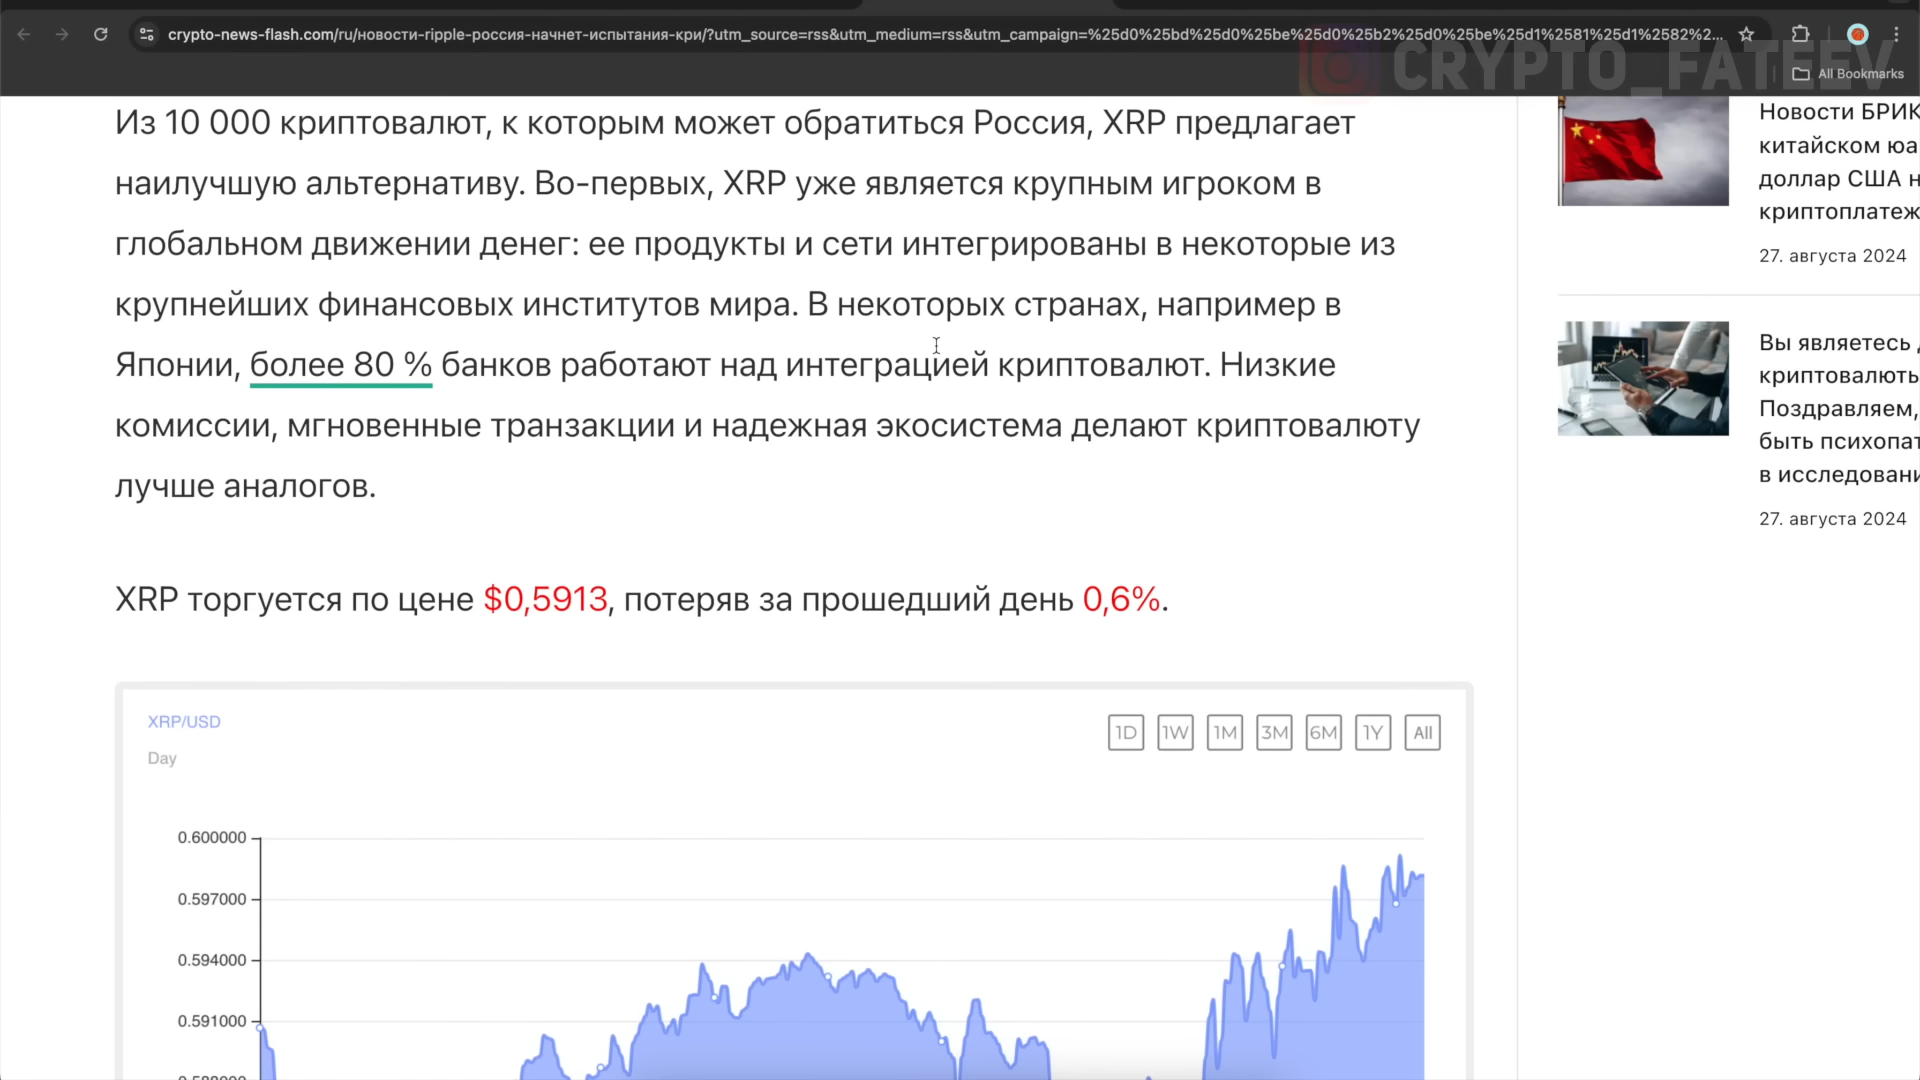 crypto-news-flash.com/ru/новости-ripple-россия-начнет-испытания-кри/?utm_source=rss&utm_medium=rss&utm_campaign=%25d0%25bd%25d0%25be%25d0%25b2%25d0%25be%25d1%2581%25d1%2582%2...
CRYPTO_FATEEV
All Bookmarks
Из 10 000 криптовалют, к которым может обратиться Россия, XRP предлагает
наилучшую альтернативу. Во-первых, XRP уже является крупным игроком в
глобальном движении денег: ее продукты и сети интегрированы в некоторые из
крупнейших финансовых институтов мира. В некоторых странах, например в
Японии, более 80 % банков работают над интеграцией криптовалют. Низкие
комиссии, мгновенные транзакции и надежная экосистема делают криптовалюту
лучше аналогов.
XRP торгуется по цене $0,5913, потеряв за прошедший день 0,6%.
XRP/USD
Day
1D 1W 1M 3M 6M 1Y All
0.600000
0.597000
0.594000
0.591000
Новости БРИК
китайском юа
доллар США н
криптоплатеж
27. августа 2024
Вы являетесь
криптовалють
Поздравляем,
быть психопат
в исследовани
27. августа 2024